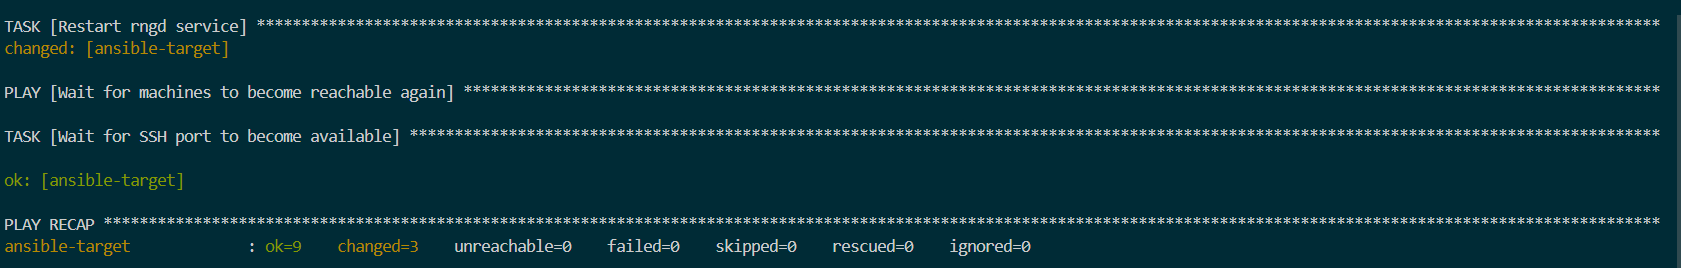 TASK [Restart rngd service] ************************************************************************************************************************************************************
changed: [ansible-target]
PLAY [Wait for machines to become reachable again] *************************************************************************************************************************************
TASK [Wait for SSH port to become available] *******************************************************************************************************************************************
ok: [ansible-target]
PLAY RECAP *****************************************************************************************************************************************************************************
ansible-target             : ok=9    changed=3    unreachable=0    failed=0    skipped=0    rescued=0    ignored=0